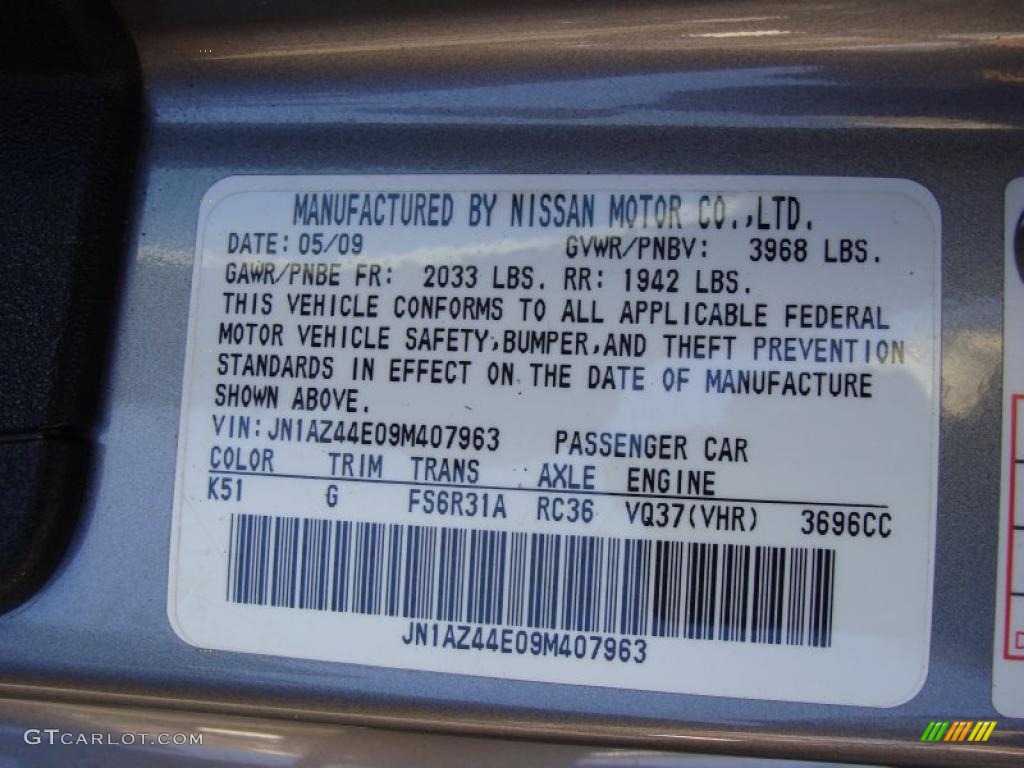 MANUFACTURED BY NISSAN MOTOR CO.,LTD.
DATE: 05/09 GVWR/PNBV: 3968 LBS.
GAWR/PNBE FR: 2033 LBS. RR: 1942 LBS.
THIS VEHICLE CONFORMS TO ALL APPLICABLE FEDERAL
MOTOR VEHICLE SAFETY,BUMPER,AND THEFT PREVENTION
STANDARDS IN EFFECT ON THE DATE OF MANUFACTURE
SHOWN ABOVE.
VIN: JN1AZ44E09M407963 PASSENGER CAR
COLOR TRIM TRANS AXLE ENGINE
K51 G FS6R31A RC36 VQ37(VHR) 3696CC
JN1AZ44E09M407963
GTCARLOT.COM